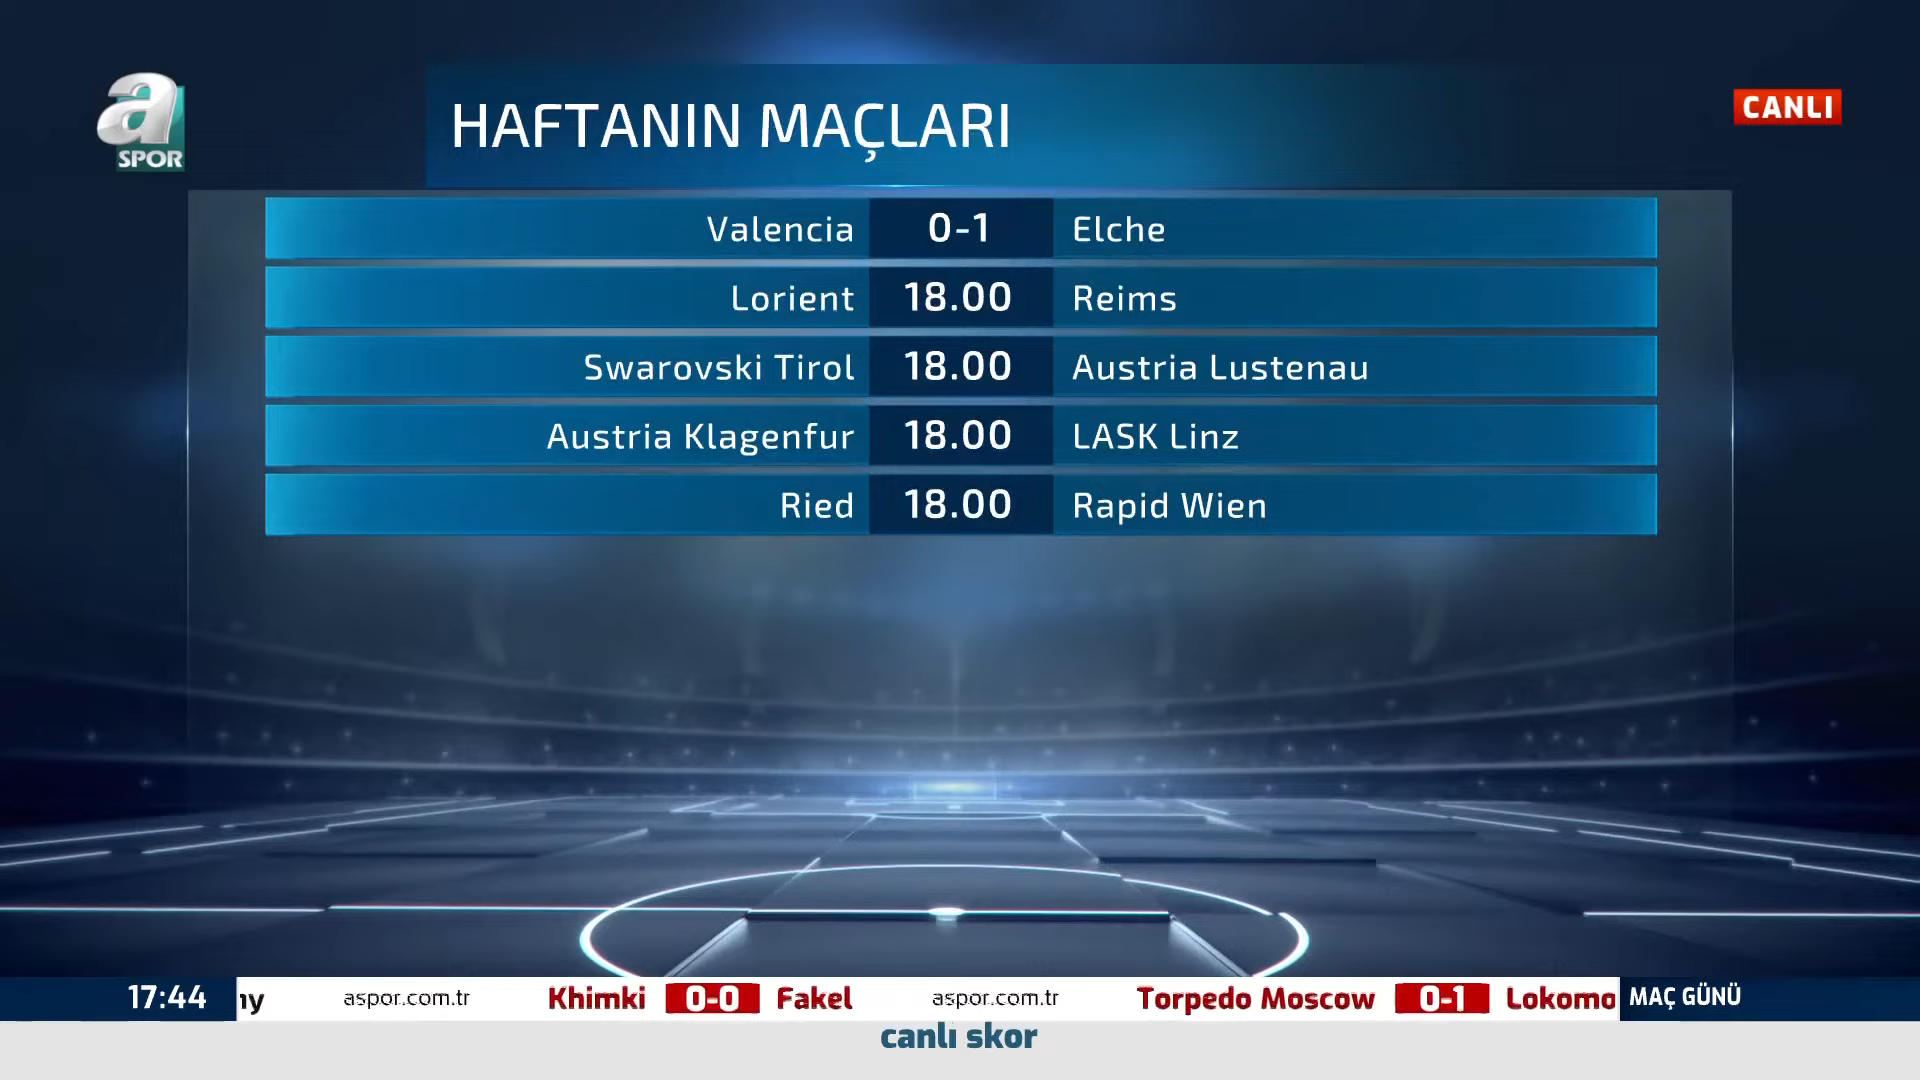 a
SPOR
HAFTANIN MAÇLARI
CANLI
Valencia 0-1 Elche
Lorient 18.00 Reims
Swarovski Tirol 18.00 Austria Lustenau
Austria Klagenfur 18.00 LASK Linz
Ried 18.00 Rapid Wien
17:44 aspor.com.tr Khimki 0-0 Fakel aspor.com.tr Torpedo Moscow 0-1 Lokomo MAÇ GÜNÜ
canlı skor